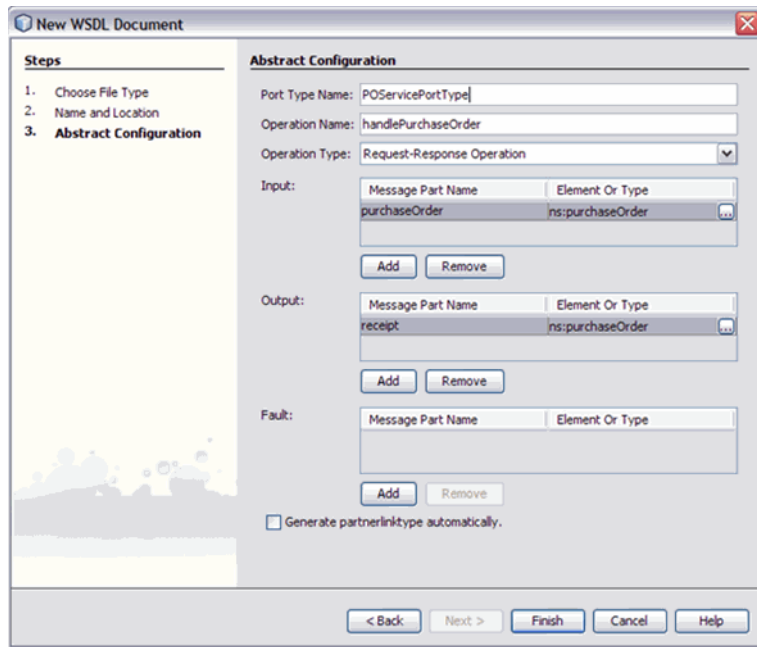 New WSDL Document
Steps
1. Choose File Type
2. Name and Location
3. Abstract Configuration
Abstract Configuration
Port Type Name: POServicePortType
Operation Name: handlePurchaseOrder
Operation Type: Request-Response Operation
Input:
Message Part Name Element Or Type
purchaseOrder ns:purchaseOrder ...
Add Remove
Output:
Message Part Name Element Or Type
receipt ns:purchaseOrder ...
Add Remove
Fault:
Message Part Name Element Or Type
Add Remove
Generate partnerlinktype automatically.
< Back Next > Finish Cancel Help